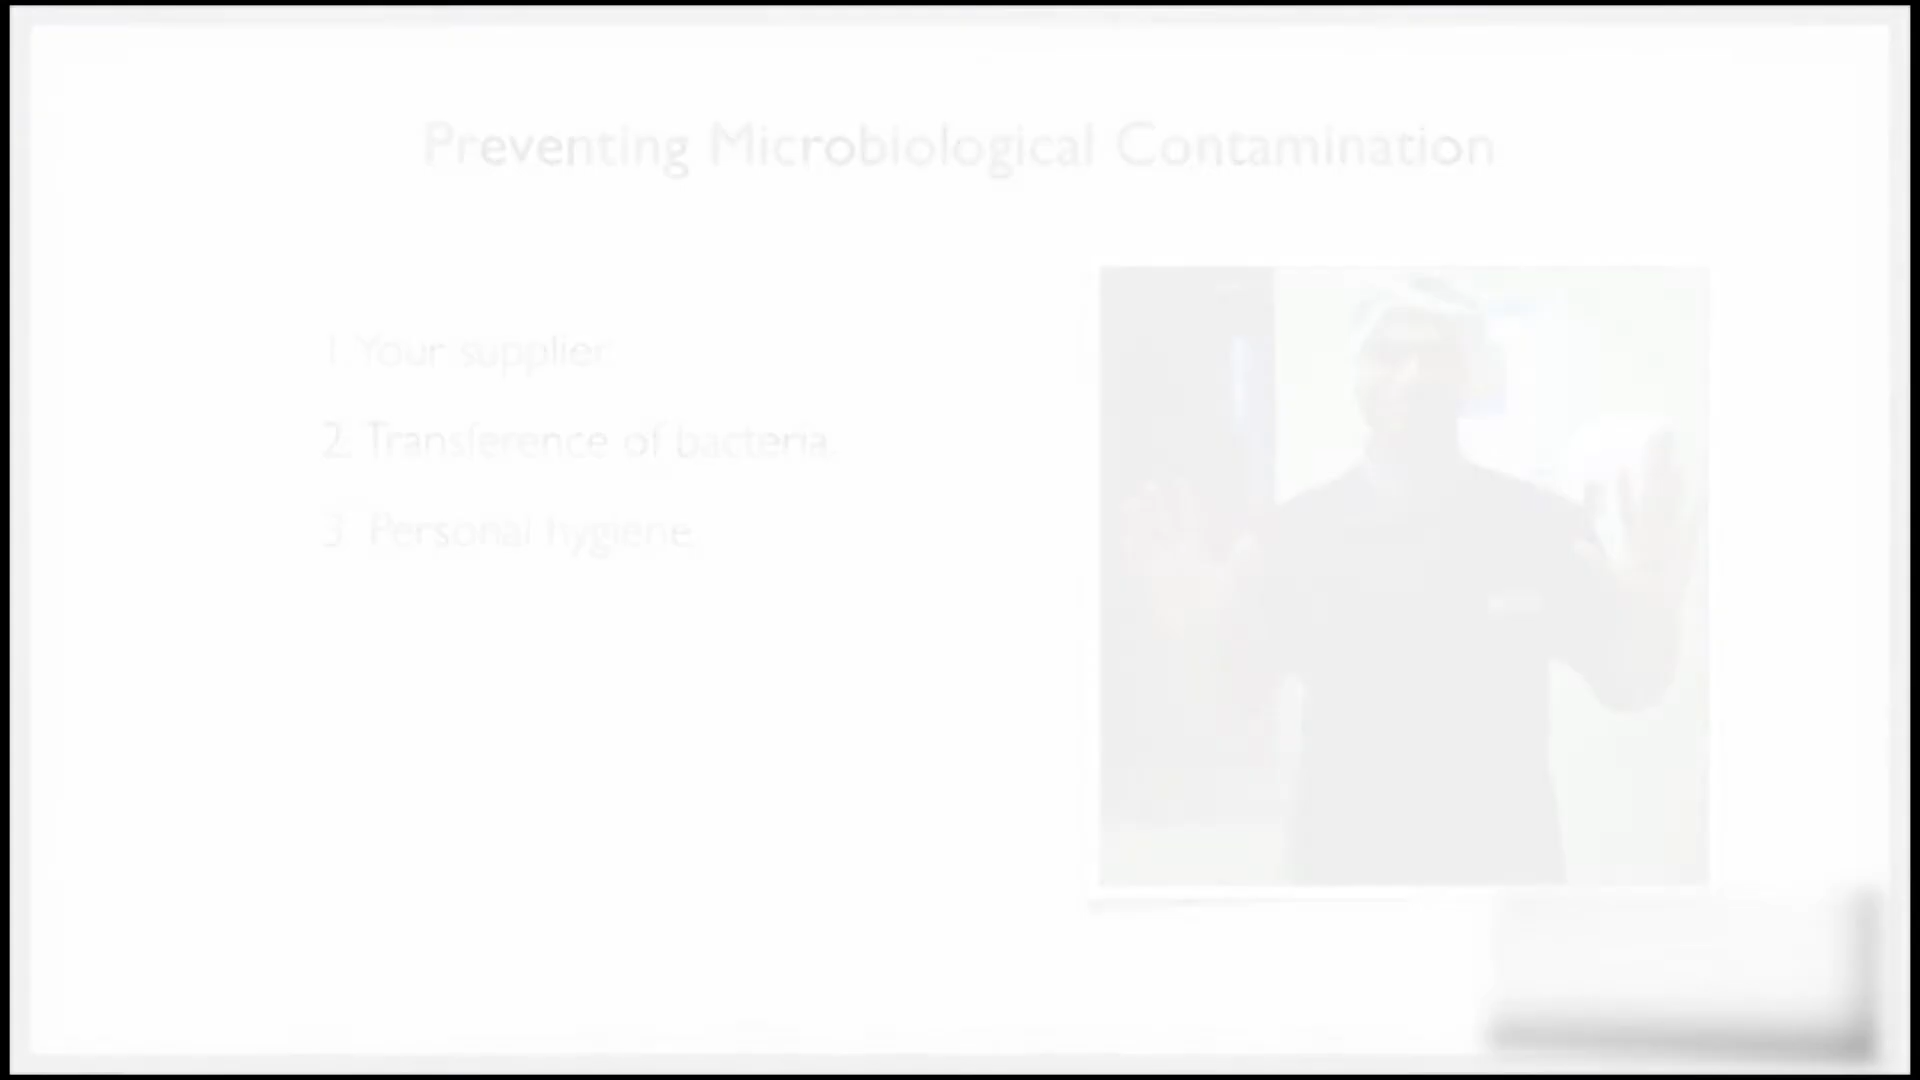 Preventing Microbiological Contamination
1. Your supplier.
2. Transference of bacteria.
3. Personal hygiene.